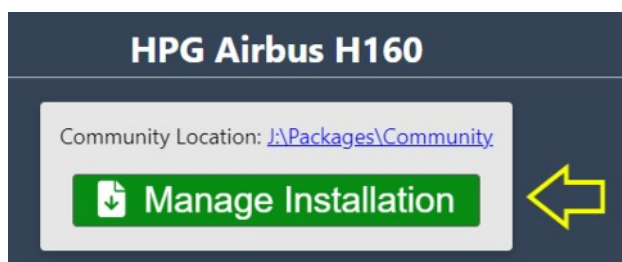 HPG Airbus H160
Community Location: J:\Packages\Community
Manage Installation